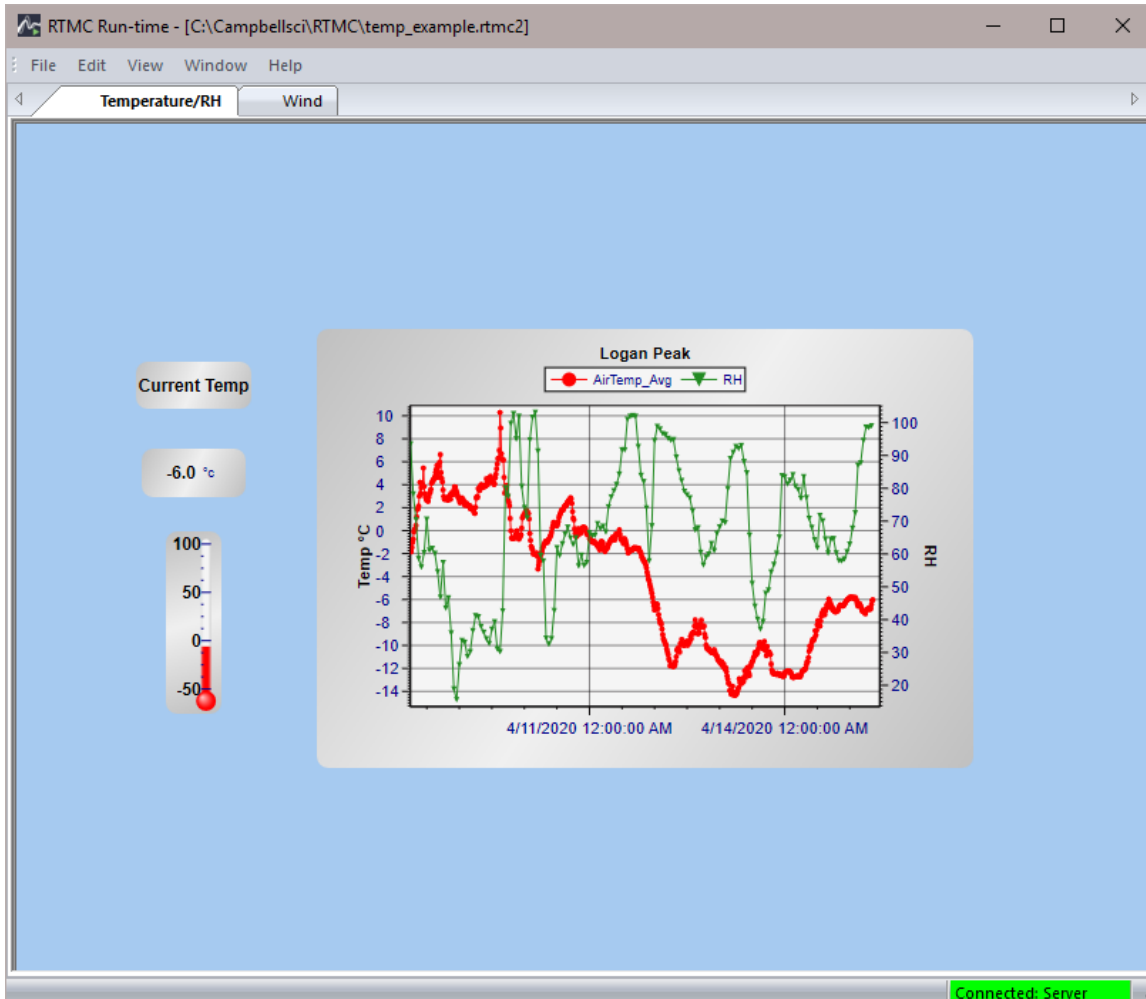 RTMC Run-time - [C:\Campbellsci\RTMC\temp_example.rtmc2]
File Edit View Window Help
Temperature/RH Wind
Current Temp
-6.0 °c
100
50
0
-50
Logan Peak
AirTemp_Avg RH
Temp °C
10
8
6
4
2
0
-2
-4
-6
-8
-10
-12
-14
100
90
80
70
60
50
40
30
20
RH
4/11/2020 12:00:00 AM 4/14/2020 12:00:00 AM
Connected: Server